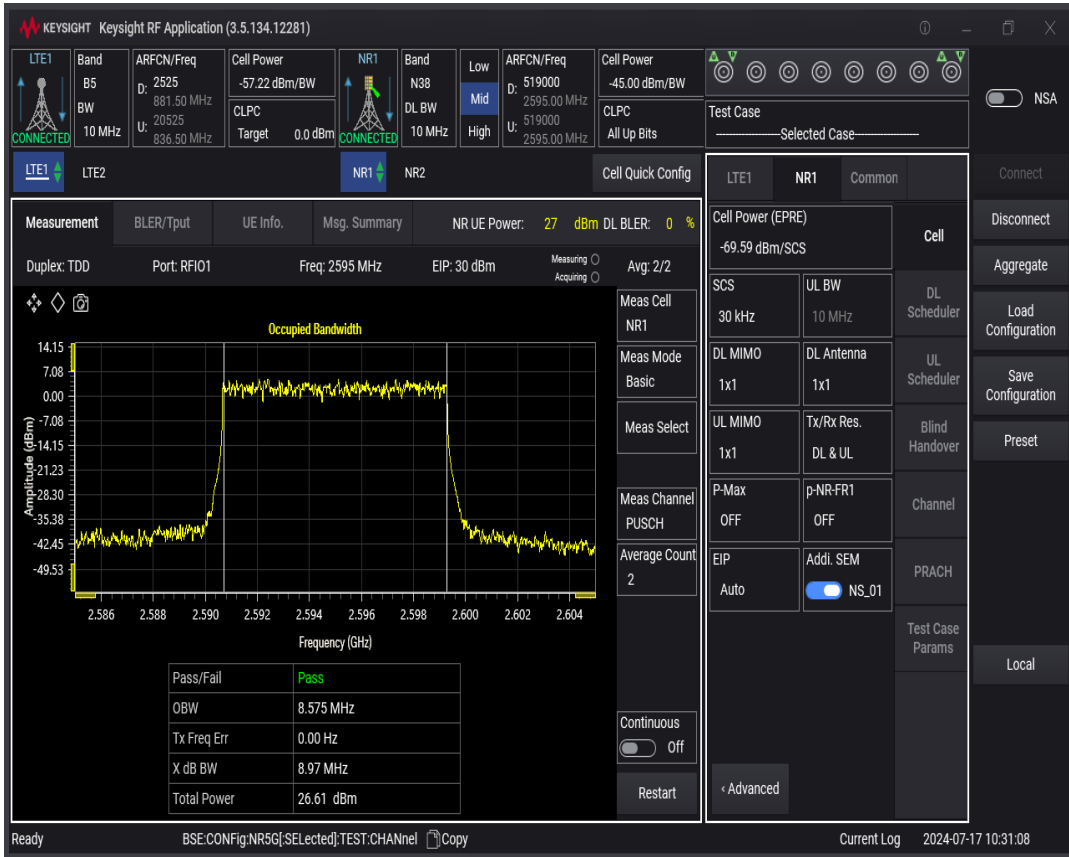 KEYSIGHT Keysight RF Application (3.5.134.12281)
LTE1 Band ARFCN/Freq Cell Power NR1 Band Low ARFCN/Freq Cell Power
B5 D: 2525 -57.22 dBm/BW N38 D: 519000 -45.00 dBm/BW
881.50 MHz 2595.00 MHz
BW CLPC DL BW Mid CLPC
CONNECTED 10 MHz U: 20525 Target 0.0 dBm CONNECTED 10 MHz High U: 519000 All Up Bits
836.50 MHz 2595.00 MHz
A B A B
Test Case
--------------------Selected Case--------------------
NSA
LTE1 LTE2 NR1 NR2 Cell Quick Config
Measurement BLER/Tput UE Info. Msg. Summary NR UE Power: 27 dBm DL BLER: 0 %
Duplex: TDD Port: RFIO1 Freq: 2595 MHz EIP: 30 dBm Measuring Avg: 2/2
Acquiring
Occupied Bandwidth
14.15
7.08
0.00
-7.08
-14.15
-21.23
-28.30
-35.38
-42.45
-49.53
Amplitude (dBm)
2.586 2.588 2.590 2.592 2.594 2.596 2.598 2.600 2.602 2.604
Frequency (GHz)
Pass/Fail Pass
OBW 8.575 MHz
Tx Freq Err 0.00 Hz
X dB BW 8.97 MHz
Total Power 26.61 dBm
Meas Cell
NR1
Meas Mode
Basic
Meas Select
Meas Channel
PUSCH
Average Count
2
Continuous
Off
Restart
LTE1 NR1 Common
Cell Power (EPRE)
-69.59 dBm/SCS
SCS UL BW
30 kHz 10 MHz
DL MIMO DL Antenna
1x1 1x1
UL MIMO Tx/Rx Res.
1x1 DL & UL
P-Max p-NR-FR1
OFF OFF
EIP Addi. SEM
Auto NS_01
‹ Advanced
Cell
DL
Scheduler
UL
Scheduler
Blind
Handover
Channel
PRACH
Test Case
Params
Connect
Disconnect
Aggregate
Load
Configuration
Save
Configuration
Preset
Local
Ready BSE:CONFig:NR5G[:SELected]:TEST:CHANnel Copy Current Log 2024-07-17 10:31:08